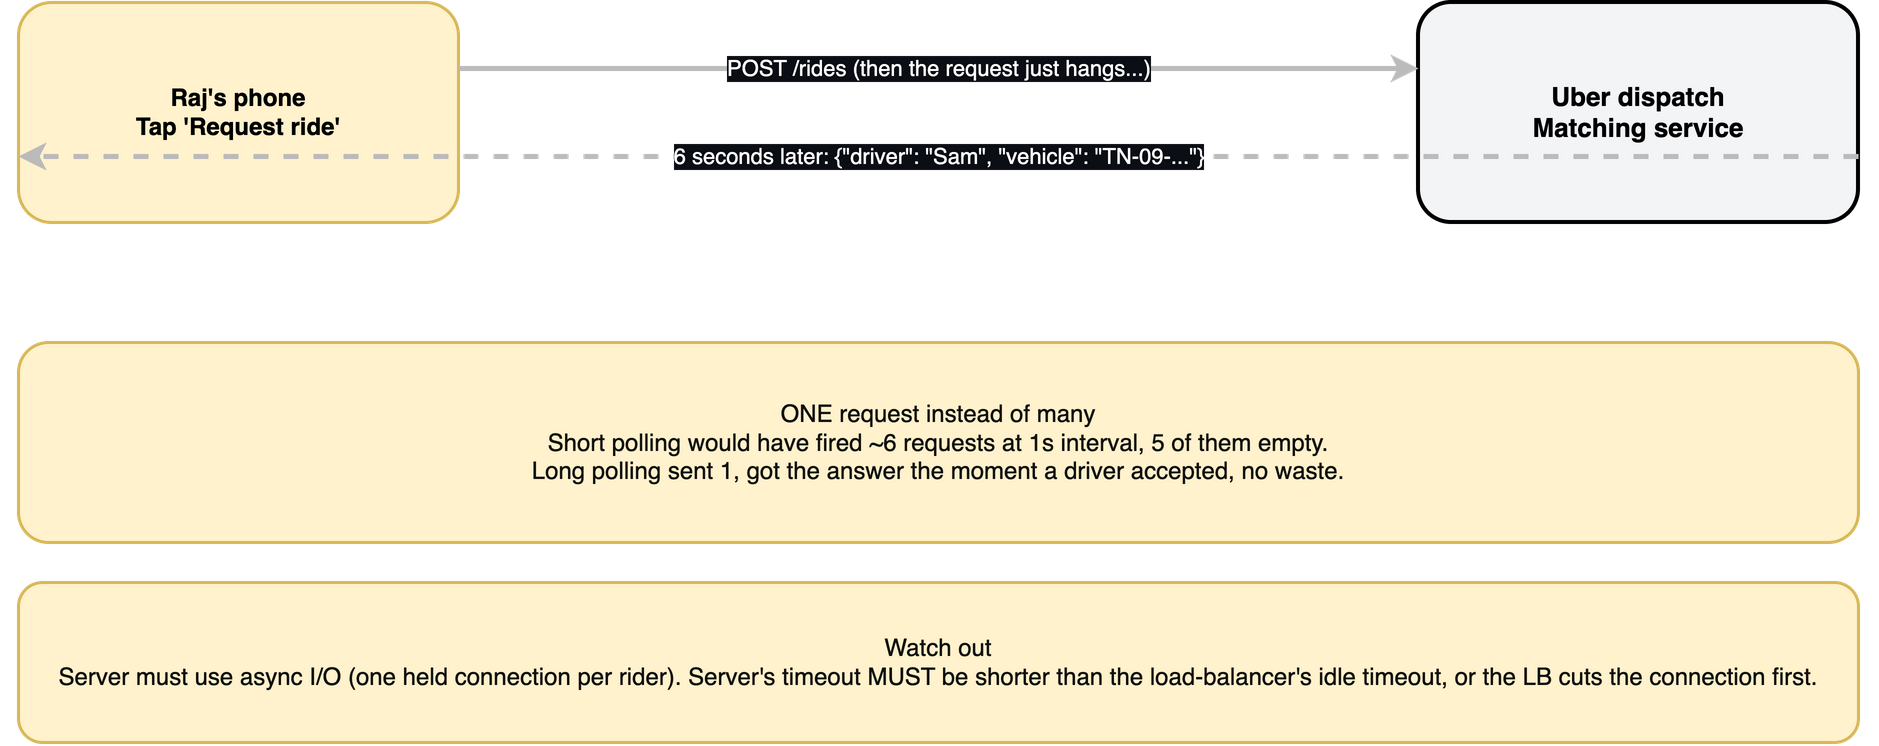 Raj's phone
Tap 'Request ride'
POST /rides (then the request just hangs...)
Uber dispatch
Matching service
6 seconds later: {"driver": "Sam", "vehicle": "TN-09-..."}
ONE request instead of many
Short polling would have fired ~6 requests at 1s interval, 5 of them empty.
Long polling sent 1, got the answer the moment a driver accepted, no waste.
Watch out
Server must use async I/O (one held connection per rider). Server's timeout MUST be shorter than the load-balancer's idle timeout, or the LB cuts the connection first.